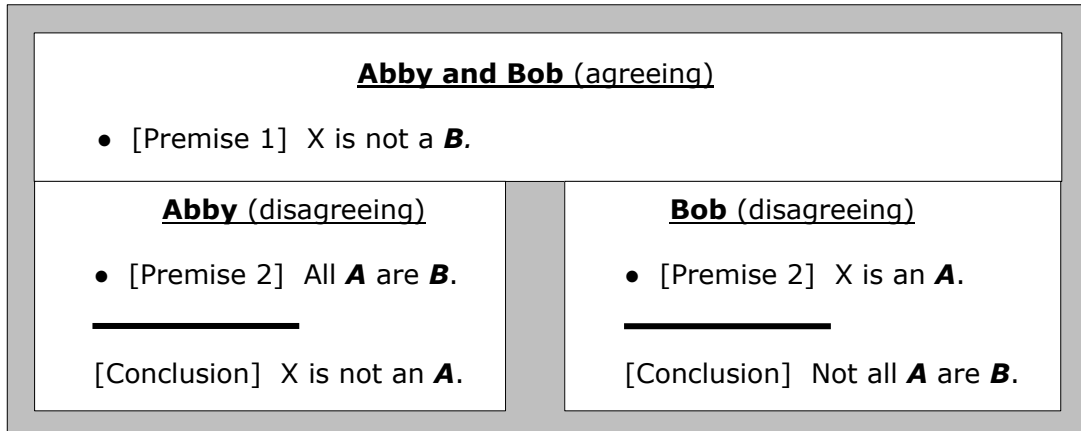 Abby and Bob (agreeing)
● [Premise 1]  X is not a B.
Abby (disagreeing)
● [Premise 2]  All A are B.
[Conclusion]  X is not an A.
Bob (disagreeing)
● [Premise 2]  X is an A.
[Conclusion]  Not all A are B.